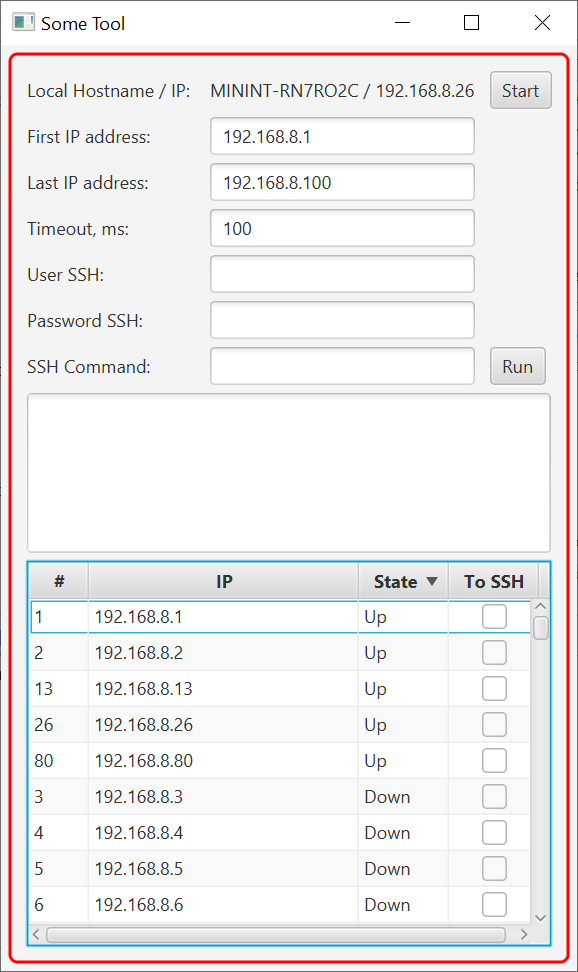 Some Tool
Local Hostname / IP: MININT-RN7RO2C / 192.168.8.26 Start
First IP address: 192.168.8.1
Last IP address: 192.168.8.100
Timeout, ms: 100
User SSH:
Password SSH:
SSH Command: Run
# IP State To SSH
1 192.168.8.1 Up
2 192.168.8.2 Up
13 192.168.8.13 Up
26 192.168.8.26 Up
80 192.168.8.80 Up
3 192.168.8.3 Down
4 192.168.8.4 Down
5 192.168.8.5 Down
6 192.168.8.6 Down